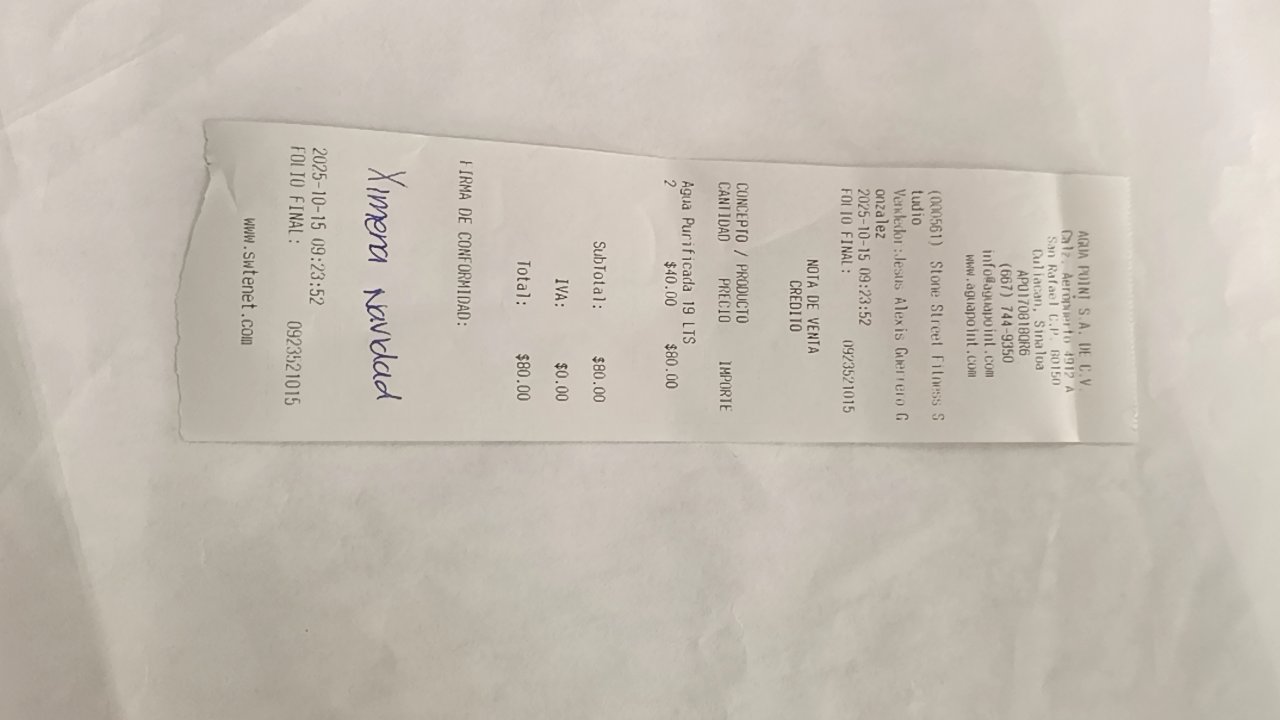 AGUA POINT S.A. DE C.V.
Calz. Aeropuerto 4912 A
San Rafael C.P. 80150
Culiacan, Sinaloa
APO170818QR6
(667) 744-9350
info@aguapoint.com
www.aguapoint.com
(000561) Stone Street Fitness S
tudio
Vendedor:Jesus Alexis Guerrero G
onzalez
2025-10-15 09:23:52
FOLIO FINAL: 0923521015
NOTA DE VENTA
CREDITO
CONCEPTO / PRODUCTO
CANTIDAD PRECIO IMPORTE
Agua Purificada 19 LTS
2 $40.00 $80.00
SubTotal: $80.00
IVA: $0.00
Total: $80.00
FIRMA DE CONFORMIDAD:
Ximena Navidad
2025-10-15 09:23:52
FOLIO FINAL: 0923521015
www.swtenet.com